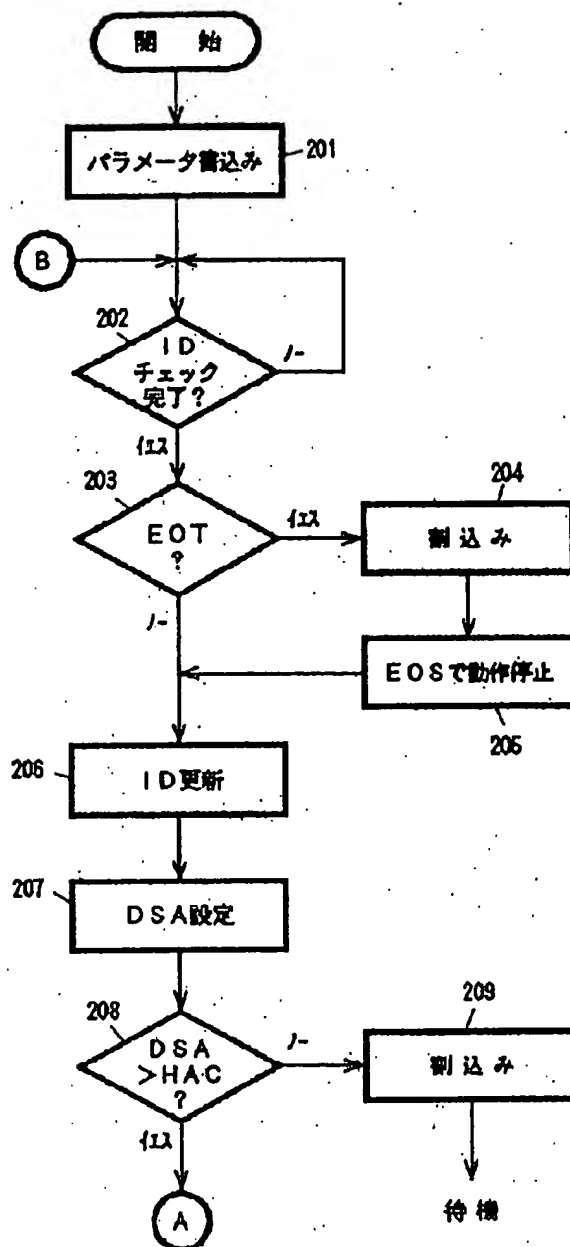 開 始
パラメータ書込み
201
B
202
ID
チェック
完了?
ノー
イエス
203
EOT
?
イエス
ノー
204
割込み
EOSで動作停止
205
206
ID更新
207
DSA設定
208
DSA
>HAC
?
ノー
イエス
209
割込み
待機
A